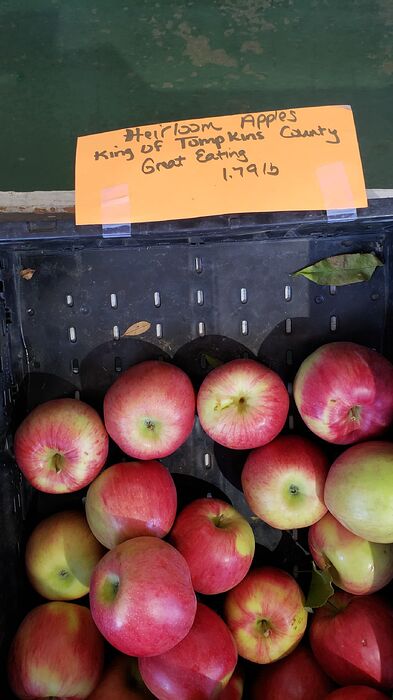 Heirloom Apples
King of Tompkins County
Great Eating
1.79 lb